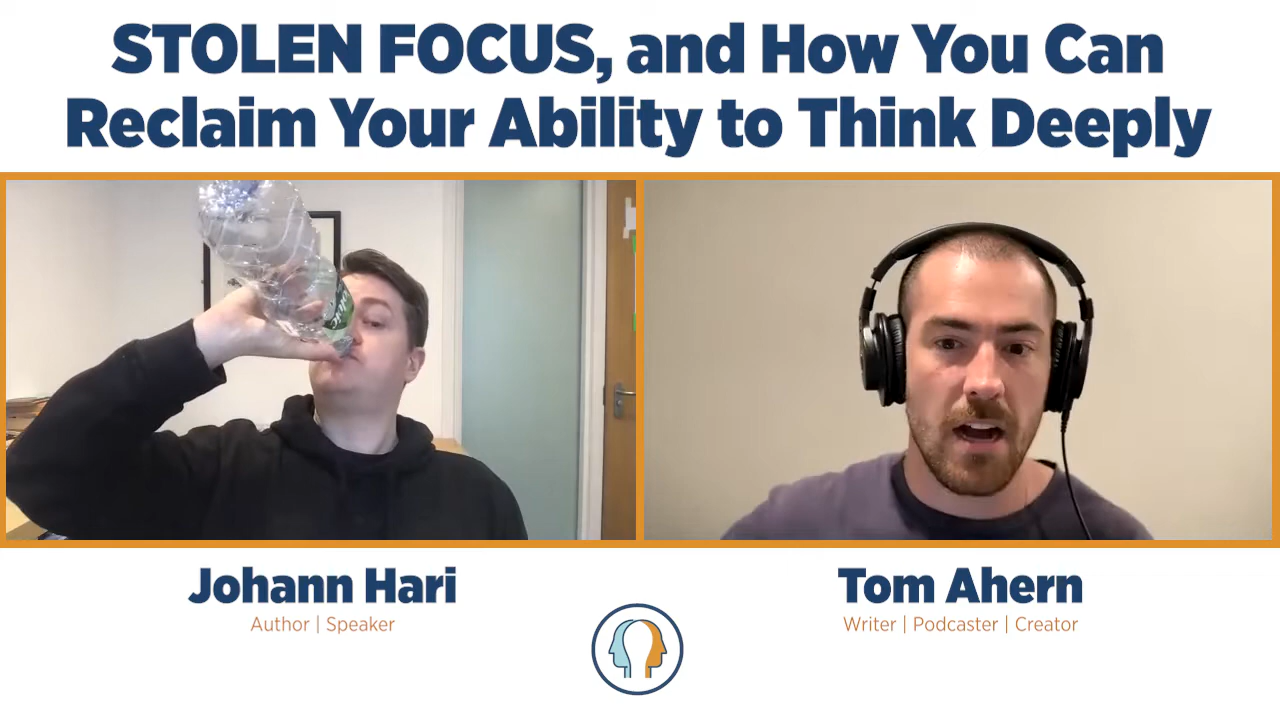 STOLEN FOCUS, and How You Can
Reclaim Your Ability to Think Deeply
Johann Hari
Author | Speaker
Tom Ahern
Writer | Podcaster | Creator